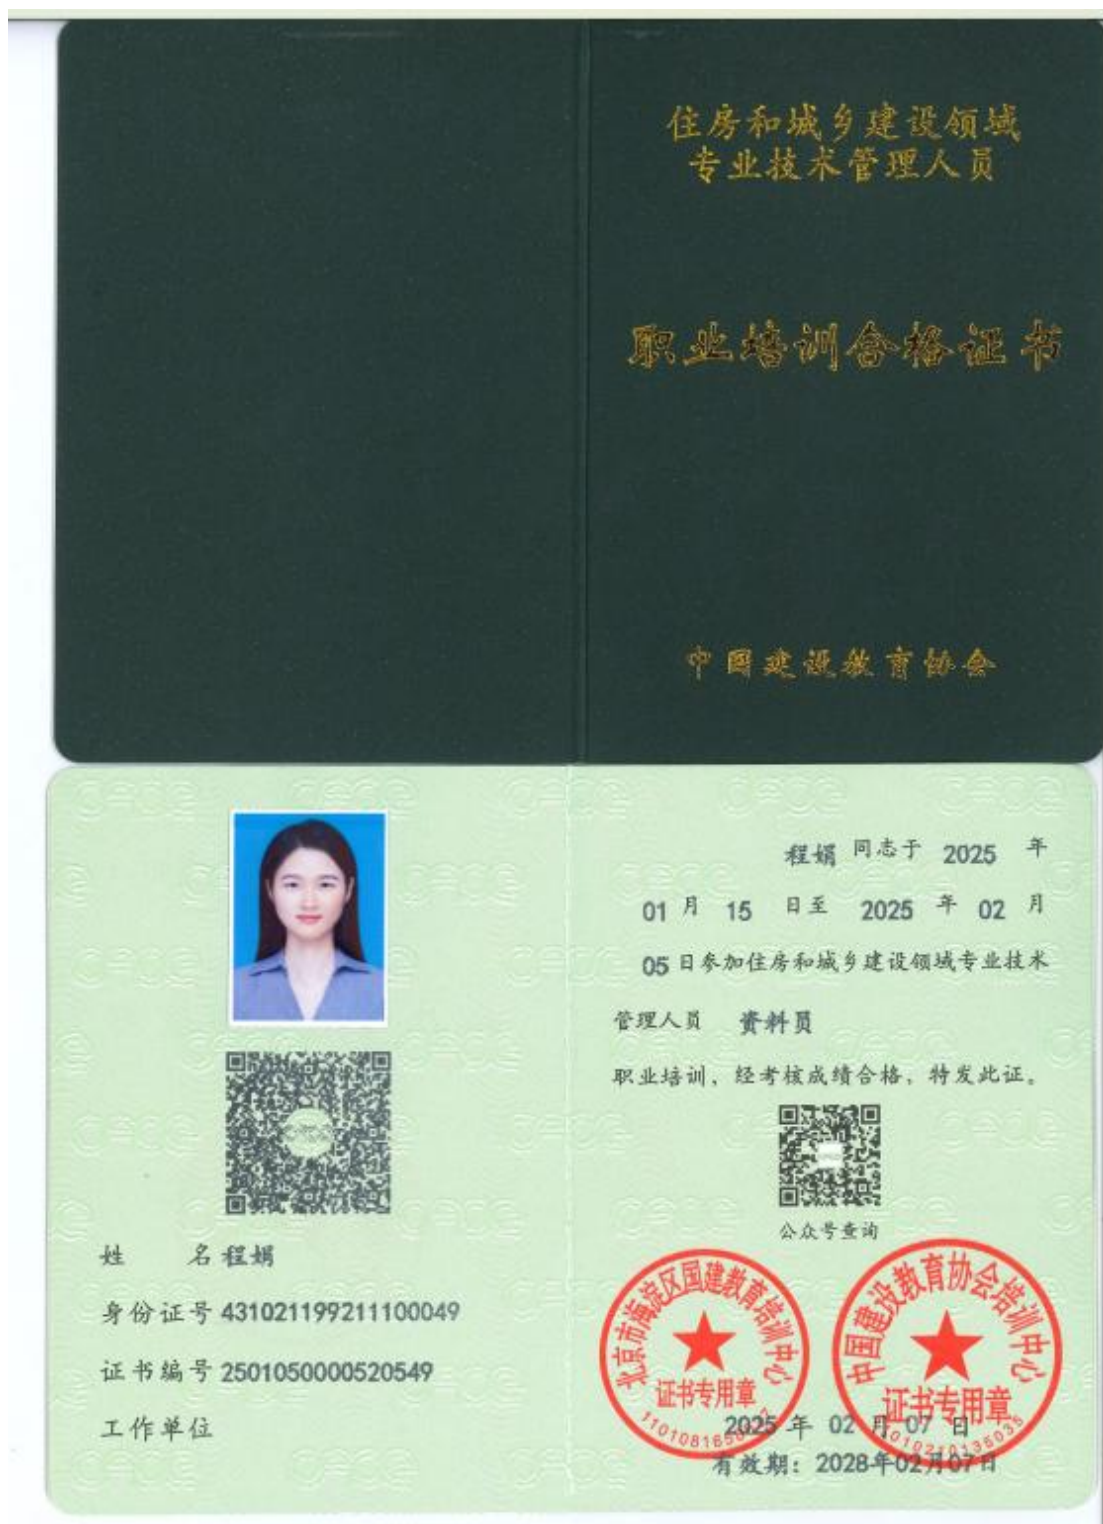 住房和城乡建设领域
专业技术管理人员
职业培训合格证书
中国建设教育协会
姓 名 程娟
身份证号 431021199211100049
证书编号 2501050000520549
工作单位
程娟 同志于 2025 年
01 月 15 日至 2025 年 02 月
05 日参加住房和城乡建设领域专业技术
管理人员 资料员
职业培训，经考核成绩合格，特发此证。
公众号查询
北京市海淀区国建教育培训中心
证书专用章
中国建设教育协会培训中心
证书专用章
2025 年 02 月 07 日
有效期：2028年02月07日